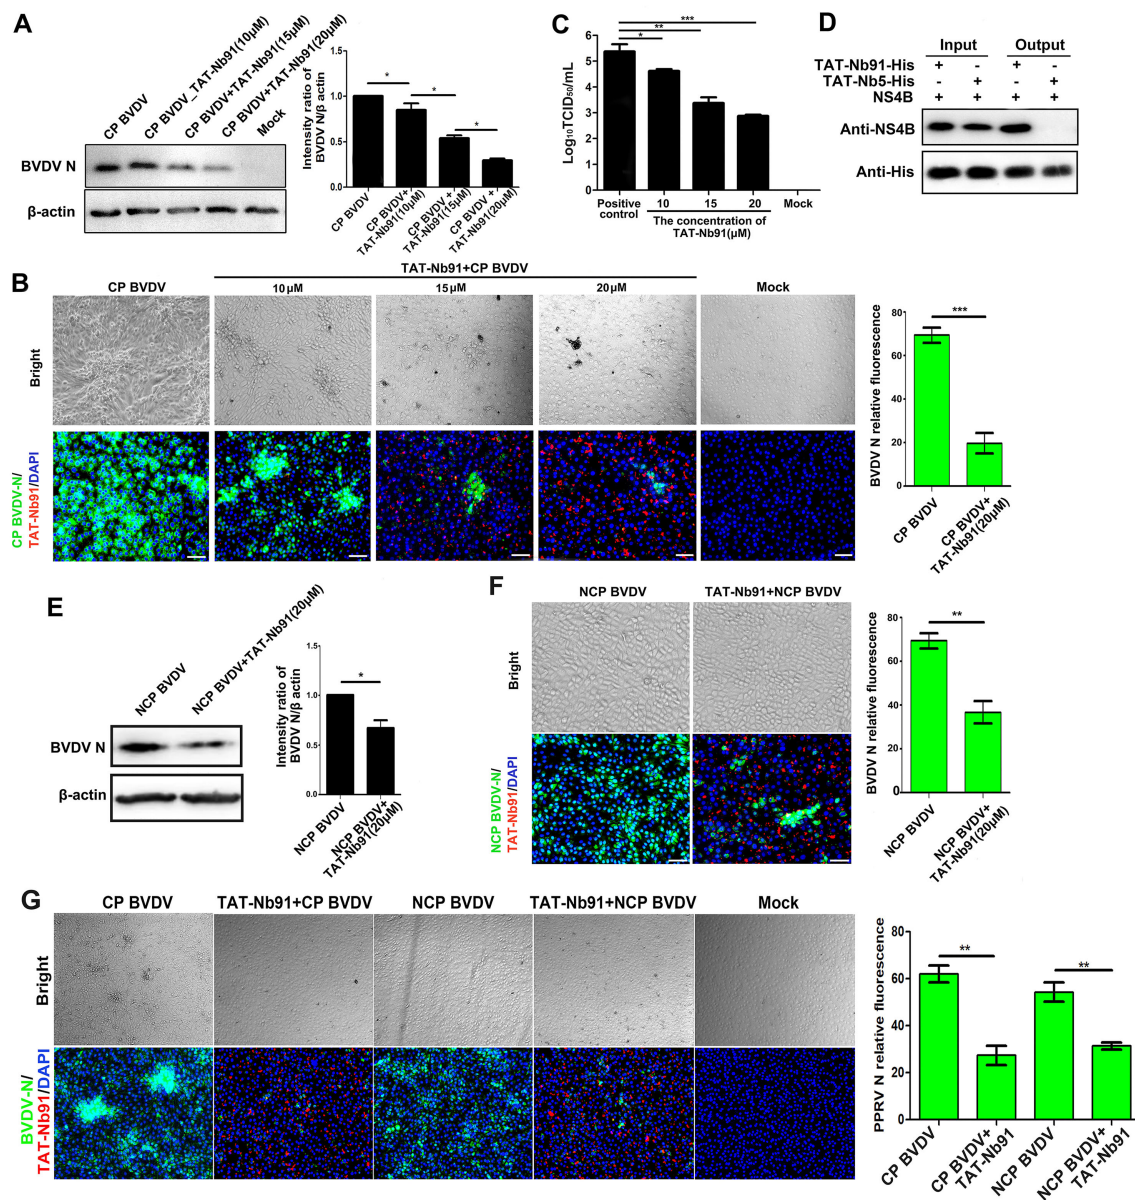 A
CP BVDV
CP BVDV_TAT-Nb91(10μM)
CP BVDV+TAT-Nb91(15μM)
CP BVDV+TAT-Nb91(20μM)
Mock
BVDV N
β-actin
Intensity ratio of
BVDV N/β actin
1.5
1.0
0.5
0.0
*
*
*
CP BVDV
CP BVDV+
TAT-Nb91(10μM)
CP BVDV +
TAT-Nb91(15μM)
CP BVDV +
TAT-Nb91(20μM)
C
Log10TCID50/mL
6
5
4
3
2
1
0
***
**
*
Positive
control
10
15
20
Mock
The concentration of
TAT-Nb91(μM)
D
Input Output
TAT-Nb91-His + - + -
TAT-Nb5-His - + - +
NS4B + + + +
Anti-NS4B
Anti-His
B
TAT-Nb91+CP BVDV
CP BVDV 10μM 15μM 20μM Mock
Bright
CP BVDV-N/
TAT-Nb91/DAPI
BVDV N relative fluorescence
80
60
40
20
0
***
CP BVDV
CP BVDV+
TAT-Nb91(20μM)
E
NCP BVDV
NCP BVDV+TAT-Nb91(20μM)
BVDV N
β-actin
Intensity ratio of
BVDV N/β actin
1.5
1.0
0.5
0.0
*
NCP BVDV
NCP BVDV+
TAT-Nb91(20μM)
F
NCP BVDV TAT-Nb91+NCP BVDV
Bright
NCP BVDV-N/
TAT-Nb91/DAPI
BVDV N relative fluorescence
80
60
40
20
0
**
NCP BVDV
NCP BVDV+
TAT-Nb91(20μM)
G
CP BVDV TAT-Nb91+CP BVDV NCP BVDV TAT-Nb91+NCP BVDV Mock
Bright
BVDV-N/
TAT-Nb91/DAPI
PPRV N relative fluorescence
80
60
40
20
0
**
**
CP BVDV
CP BVDV+
TAT-Nb91
NCP BVDV
NCP BVDV+
TAT-Nb91